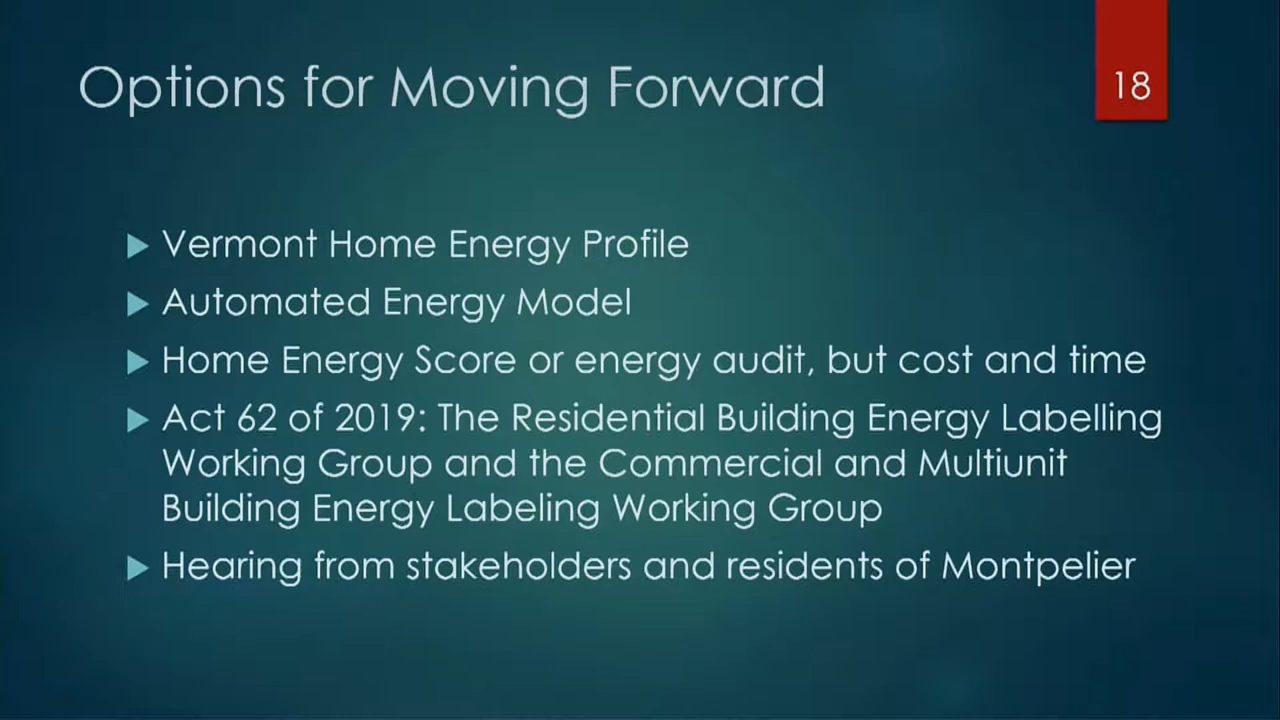 Options for Moving Forward
18
Vermont Home Energy Profile
Automated Energy Model
Home Energy Score or energy audit, but cost and time
Act 62 of 2019: The Residential Building Energy Labelling
Working Group and the Commercial and Multiunit
Building Energy Labeling Working Group
Hearing from stakeholders and residents of Montpelier